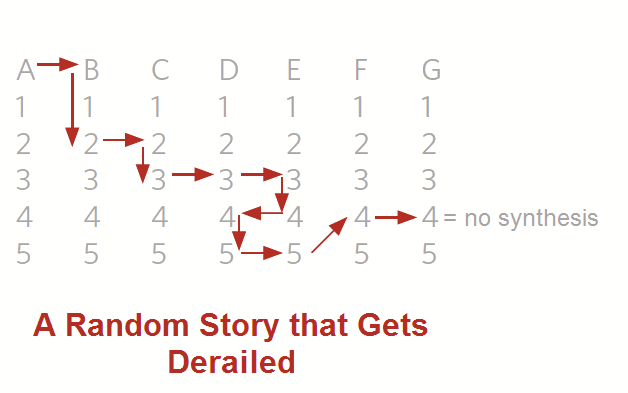 A B C D E F G
1 1 1 1 1 1 1
2 2 2 2 2 2 2
3 3 3 3 3 3 3
4 4 4 4 4 4 4 = no synthesis
5 5 5 5 5 5 5
A Random Story that Gets
Derailed